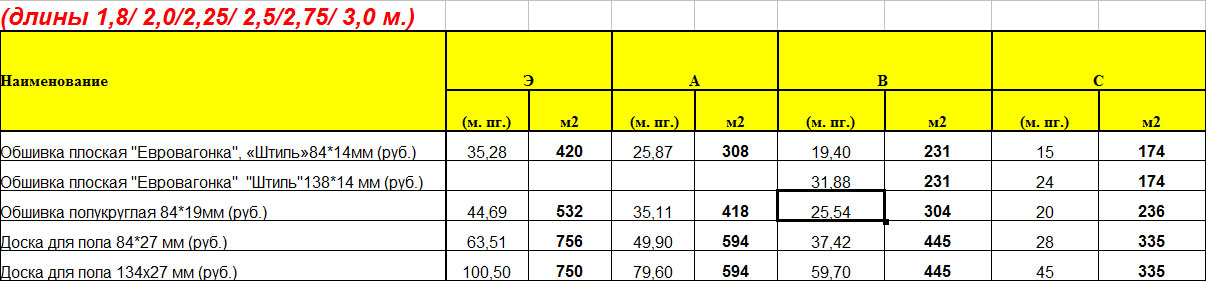 (длины 1,8/ 2,0/2,25/ 2,5/2,75/ 3,0 м.)
Наименование Э А В С
(м. пг.) м2 (м. пг.) м2 (м. пг.) м2 (м. пг.) м2
Обшивка плоская "Евровагонка", «Штиль»84*14мм (руб.) 35,28 420 25,87 308 19,40 231 15 174
Обшивка плоская "Евровагонка" "Штиль"138*14 мм (руб.) 31,88 231 24 174
Обшивка полукруглая 84*19мм (руб.) 44,69 532 35,11 418 25,54 304 20 236
Доска для пола 84*27 мм (руб.) 63,51 756 49,90 594 37,42 445 28 335
Доска для пола 134х27 мм (руб.) 100,50 750 79,60 594 59,70 445 45 335